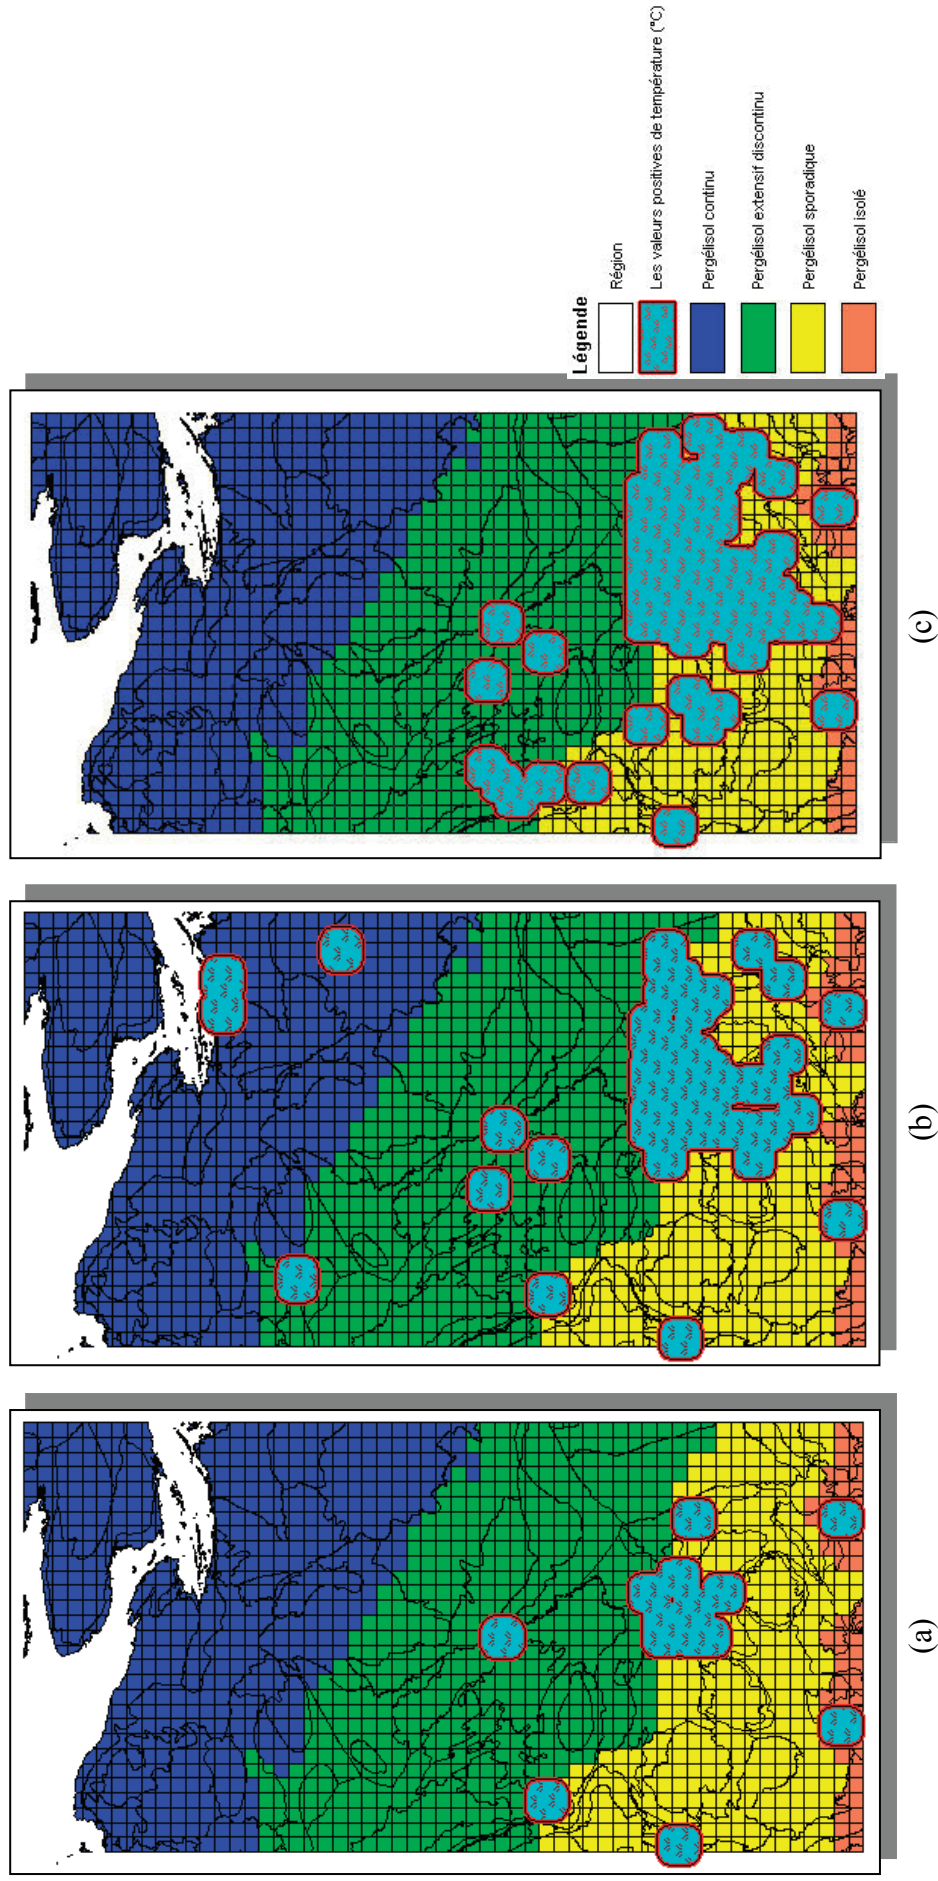 (a)
(b)
(c)
Légende
Région
Les valeurs positives de température (°C)
Pergélisol continu
Pergélisol extensif discontinu
Pergélisol sporadique
Pergélisol isolé